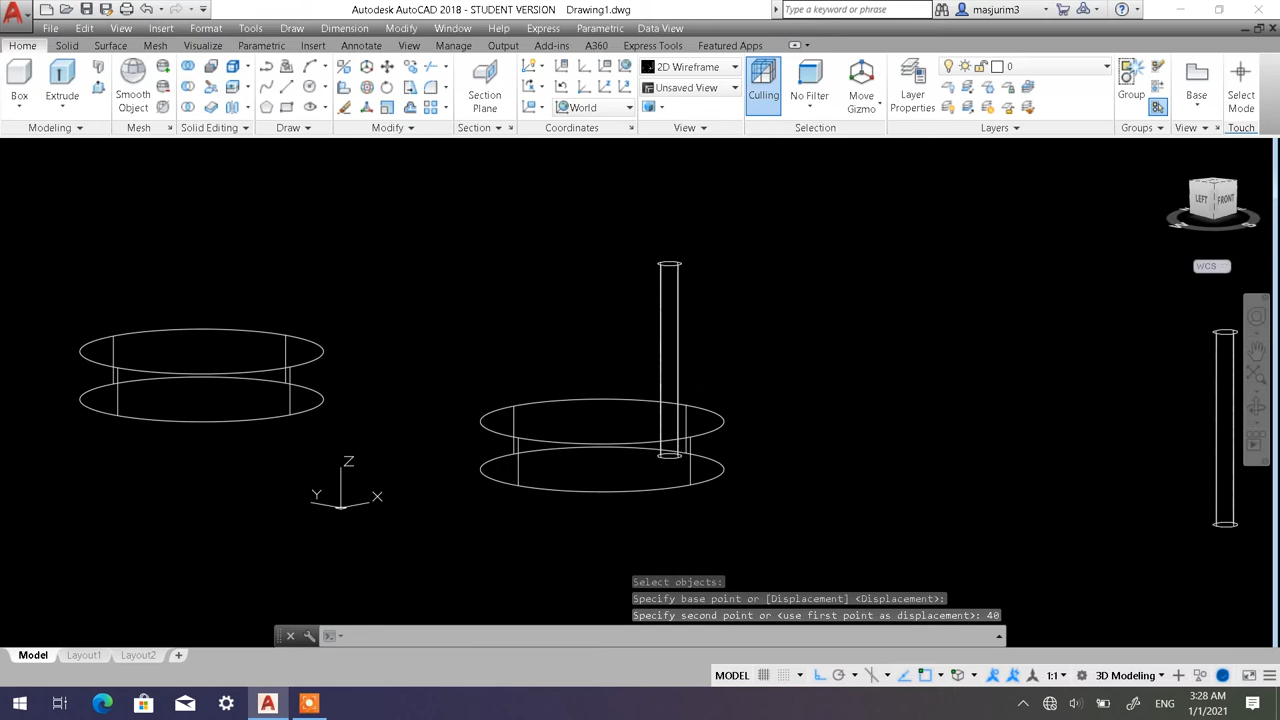 Autodesk AutoCAD 2018 - STUDENT VERSION Drawing1.dwg
Type a keyword or phrase
masjurim3
File Edit View Insert Format Tools Draw Dimension Modify Window Help Express Parametric Data View
Home Solid Surface Mesh Visualize Parametric Insert Annotate View Manage Output Add-ins A360 Express Tools Featured Apps
2D Wireframe
0
Unsaved View
World
Box
Extrude
Smooth Object
Section Plane
Culling
No Filter
Move Gizmo
Layer Properties
Group
Base
Select Mode
Modeling
Mesh
Solid Editing
Draw
Modify
Section
Coordinates
View
Selection
Layers
Groups
View
Touch
LEFT FRONT
WCS
Z
Y X
Select objects:
Specify base point or [Displacement] <Displacement>:
Specify second point or <use first point as displacement>: 40
Model Layout1 Layout2
MODEL
1:1
3D Modeling
ENG
3:28 AM
1/1/2021